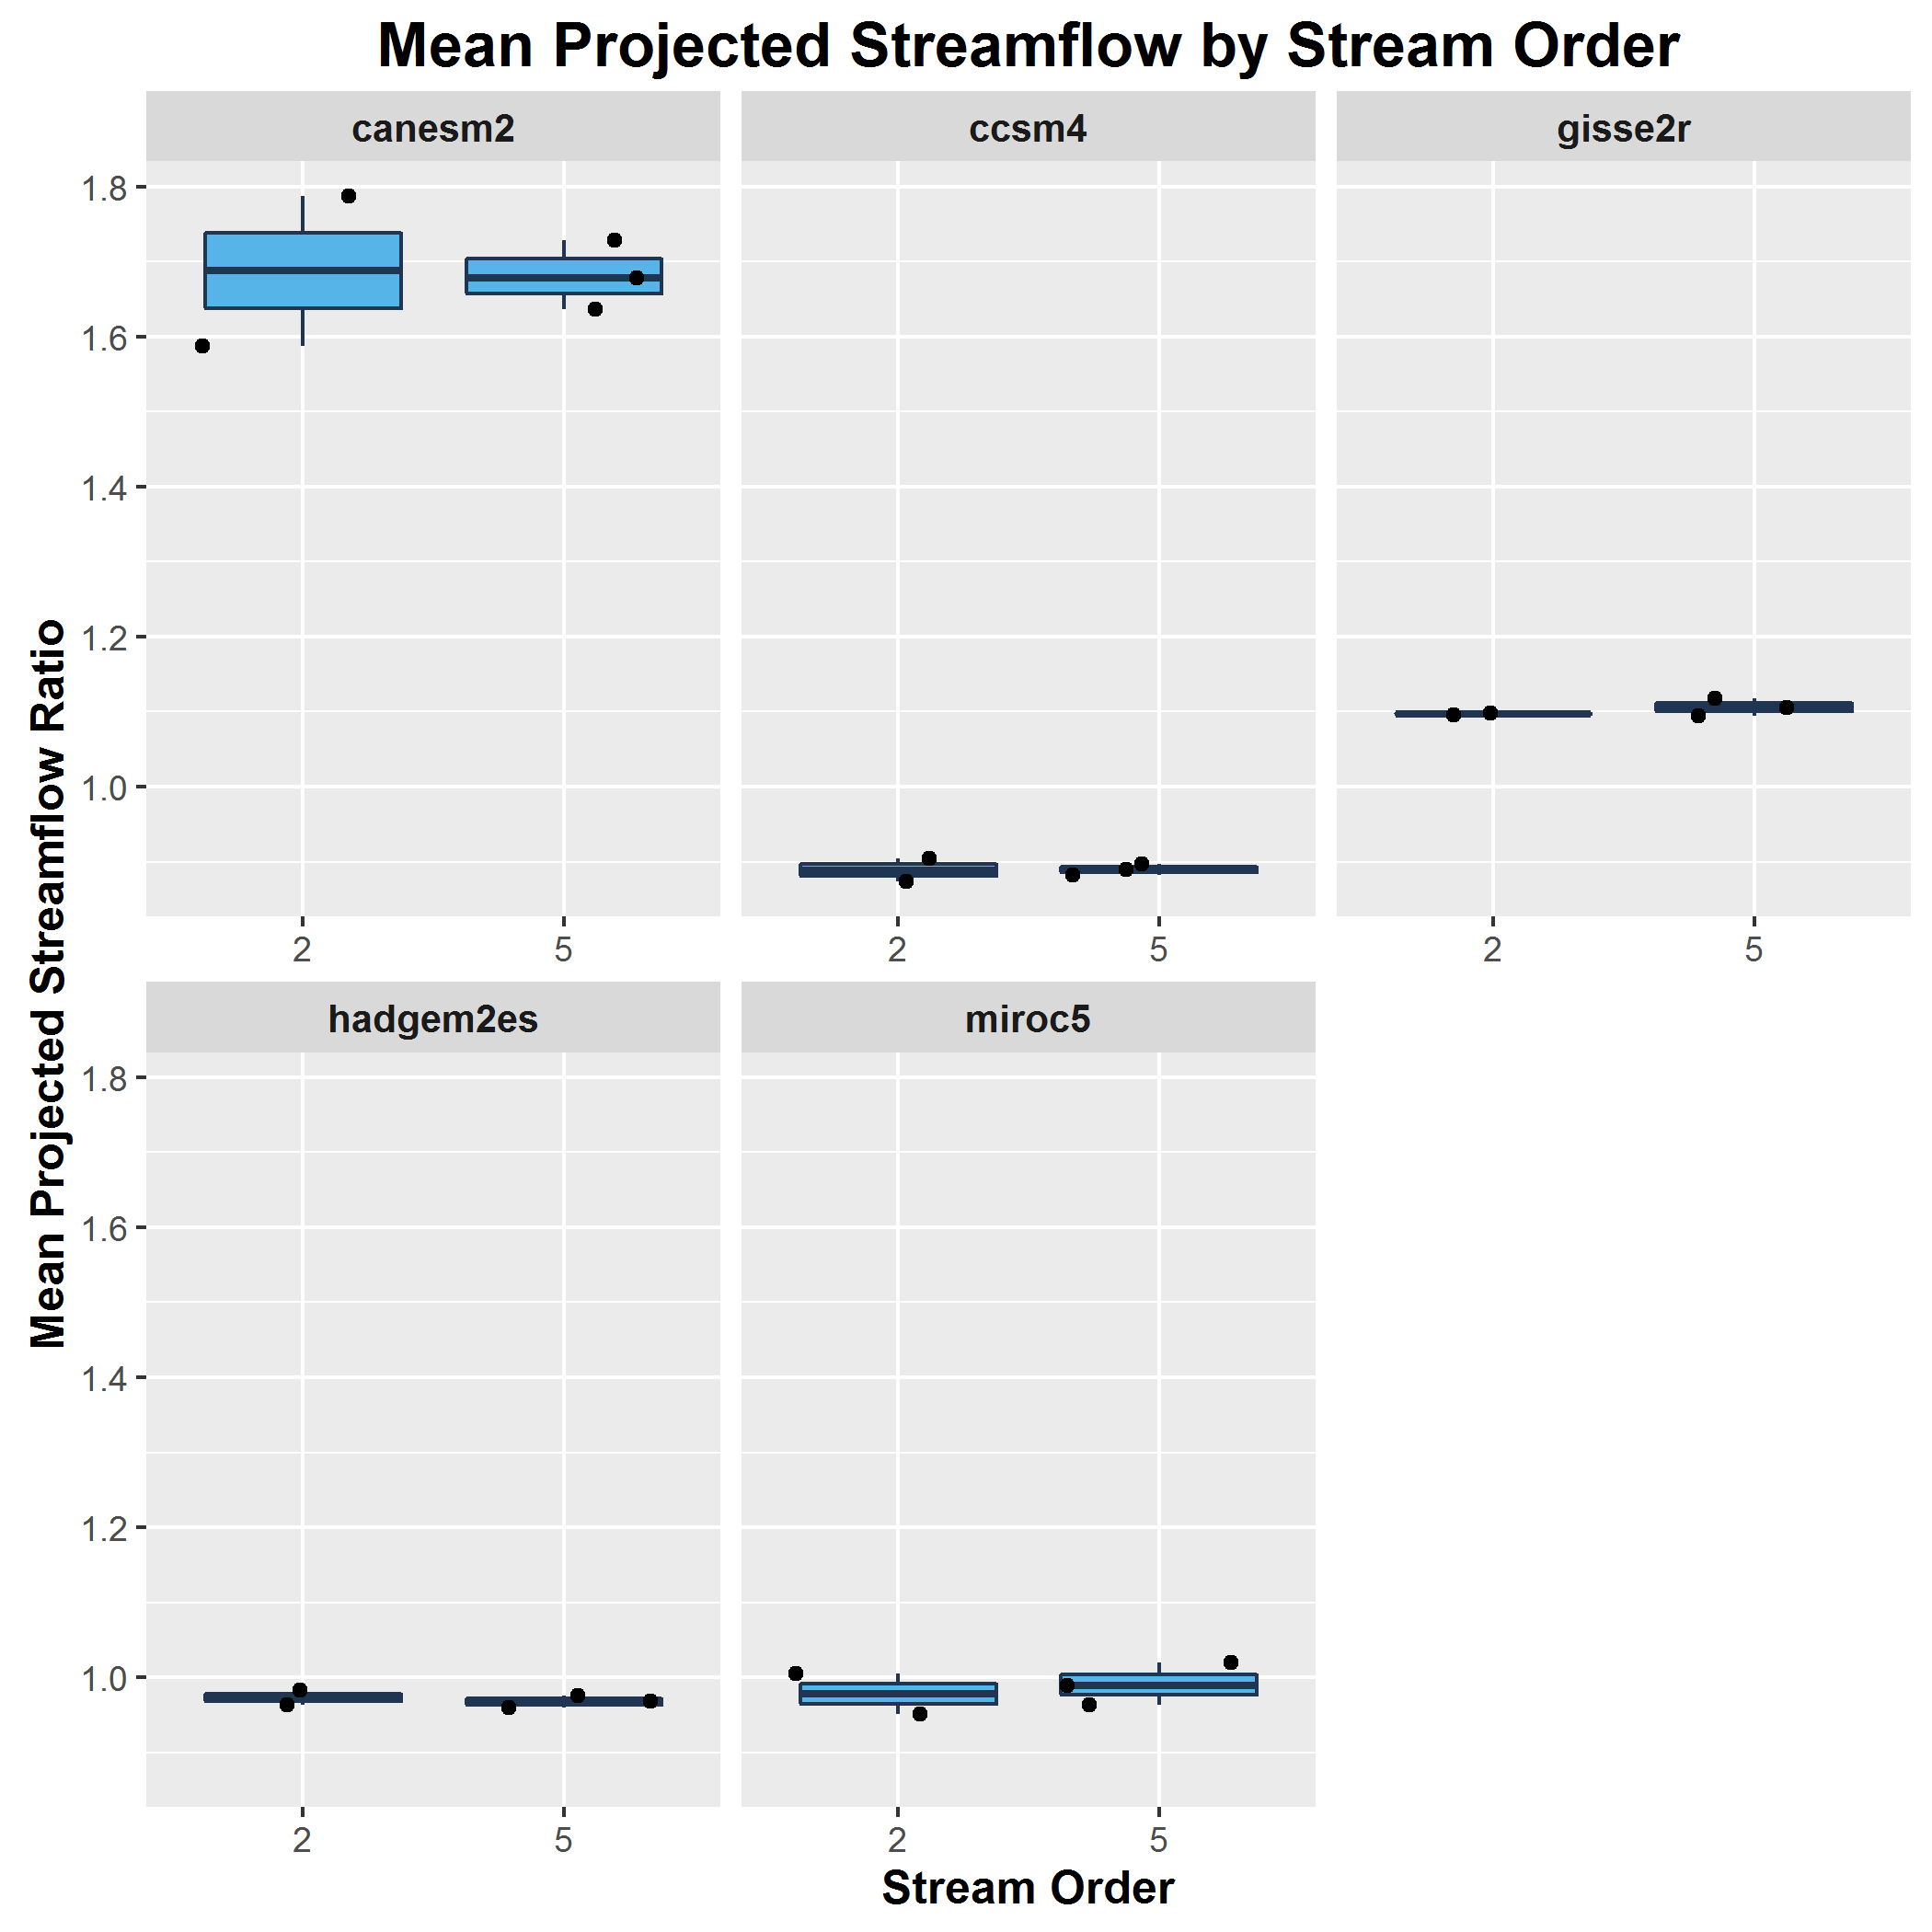 Mean Projected Streamflow by Stream Order
canesm2
ccsm4
gisse2r
1.8
1.6
1.4
1.2
1.0
2
5
2
5
2
5
Mean Projected Streamflow Ratio
hadgem2es
miroc5
1.8
1.6
1.4
1.2
1.0
2
5
2
5
Stream Order